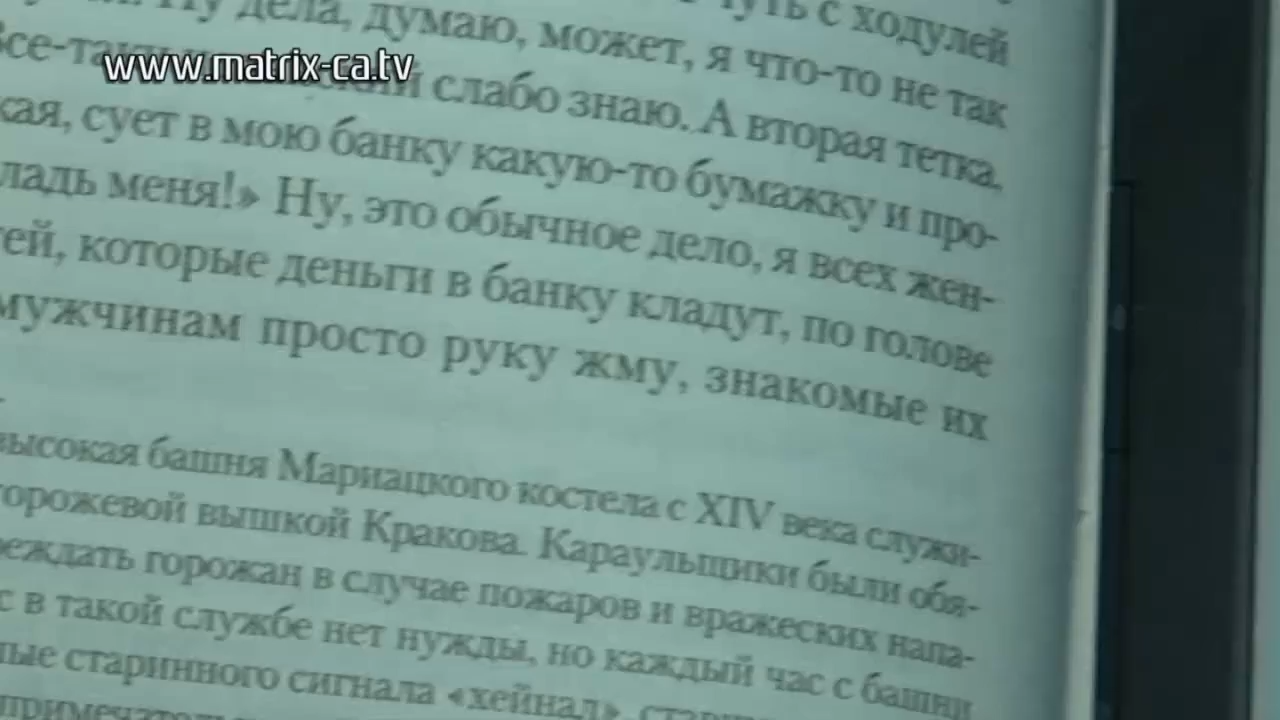 www.matrix-ca.tv
Ну дела, думаю, может, я что-то не так
слабо знаю. А вторая тетка,
кая, сует в мою банку какую-то бумажку и про-
ладь меня!» Ну, это обычное дело, я всех жен-
тей, которые деньги в банку кладут, по голове
мужчинам просто руку жму, знакомые их
высокая башня Мариацкого костела с XIV века служи-
торожевой вышкой Кракова. Караульщики были обя-
реждать горожан в случае пожаров и вражеских напа-
с в такой службе нет нужды, но каждый час с башни
ные старинного сигнала «хейнал»